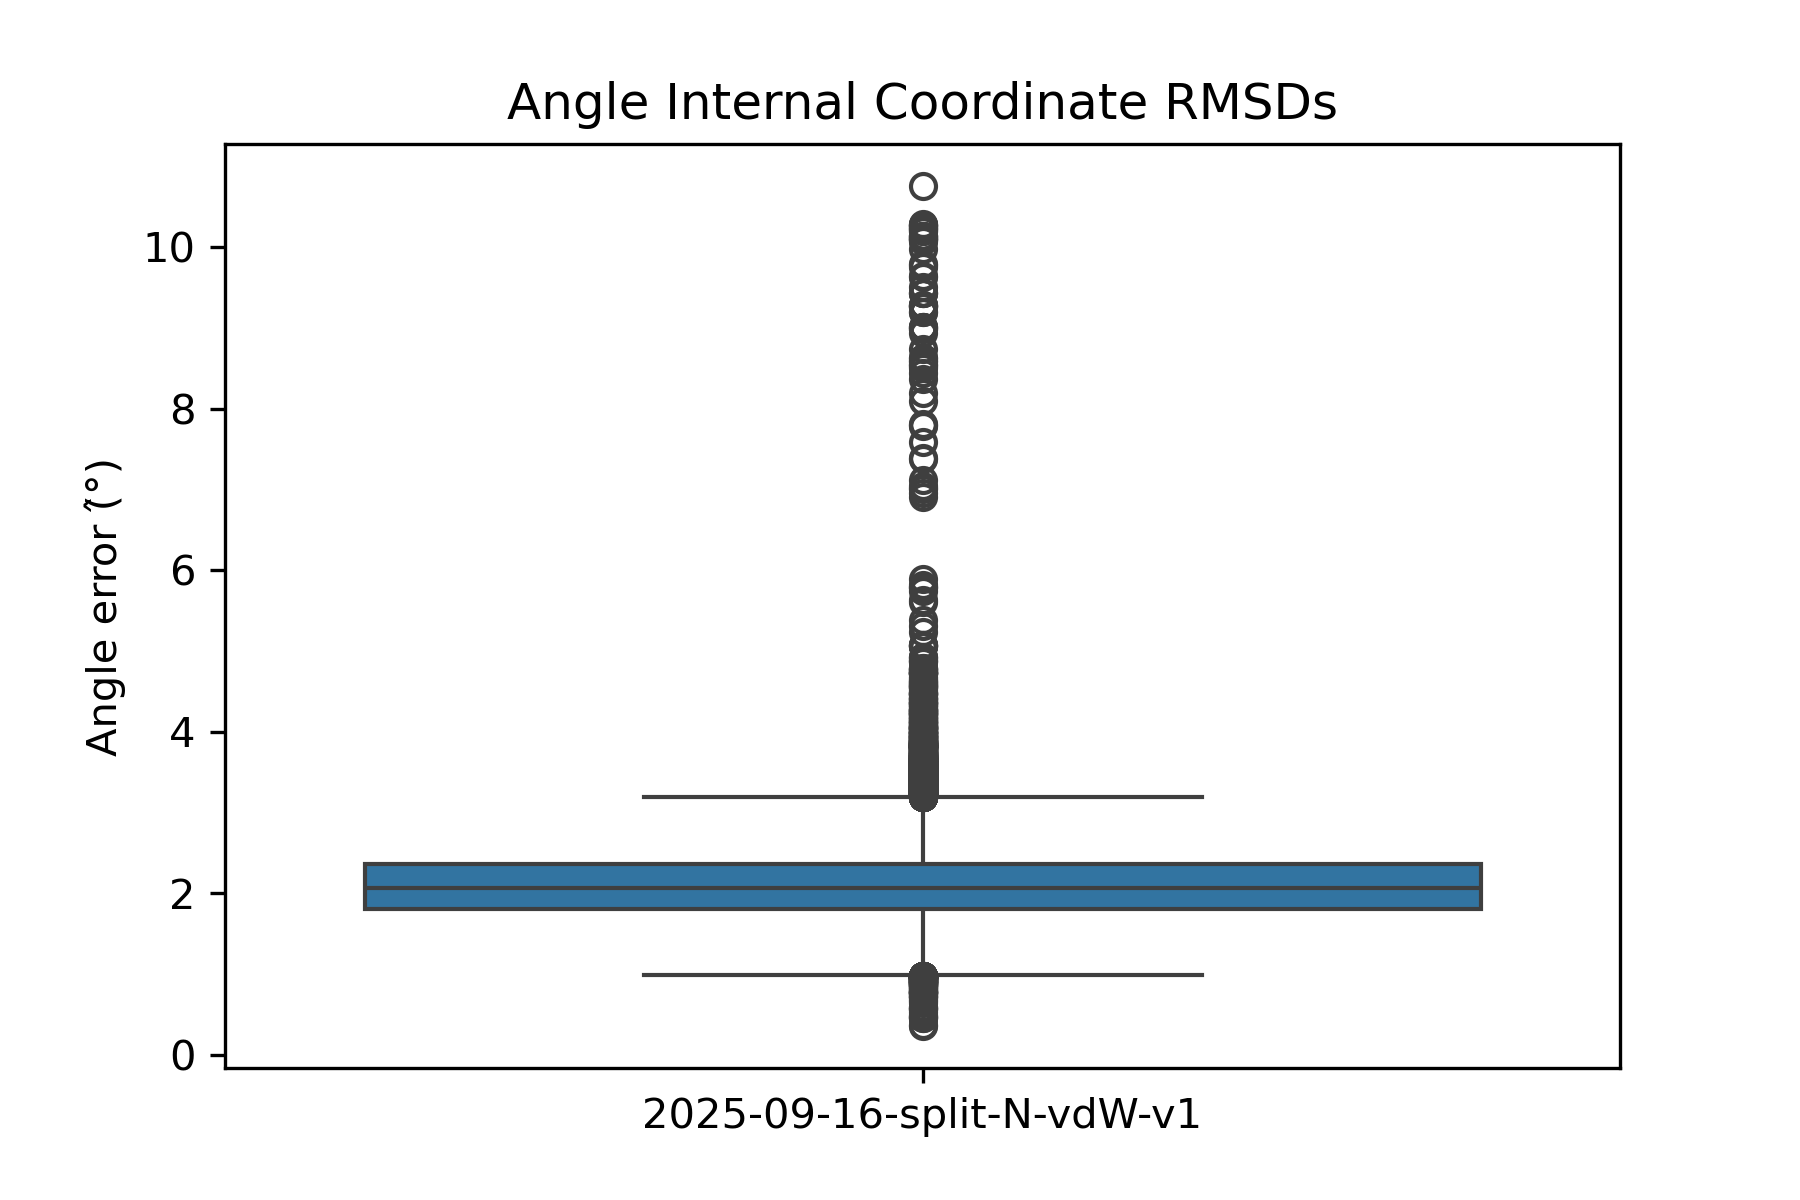 Angle Internal Coordinate RMSDs
Angle error (̋°)
10
8
6
4
2
0
2025-09-16-split-N-vdW-v1